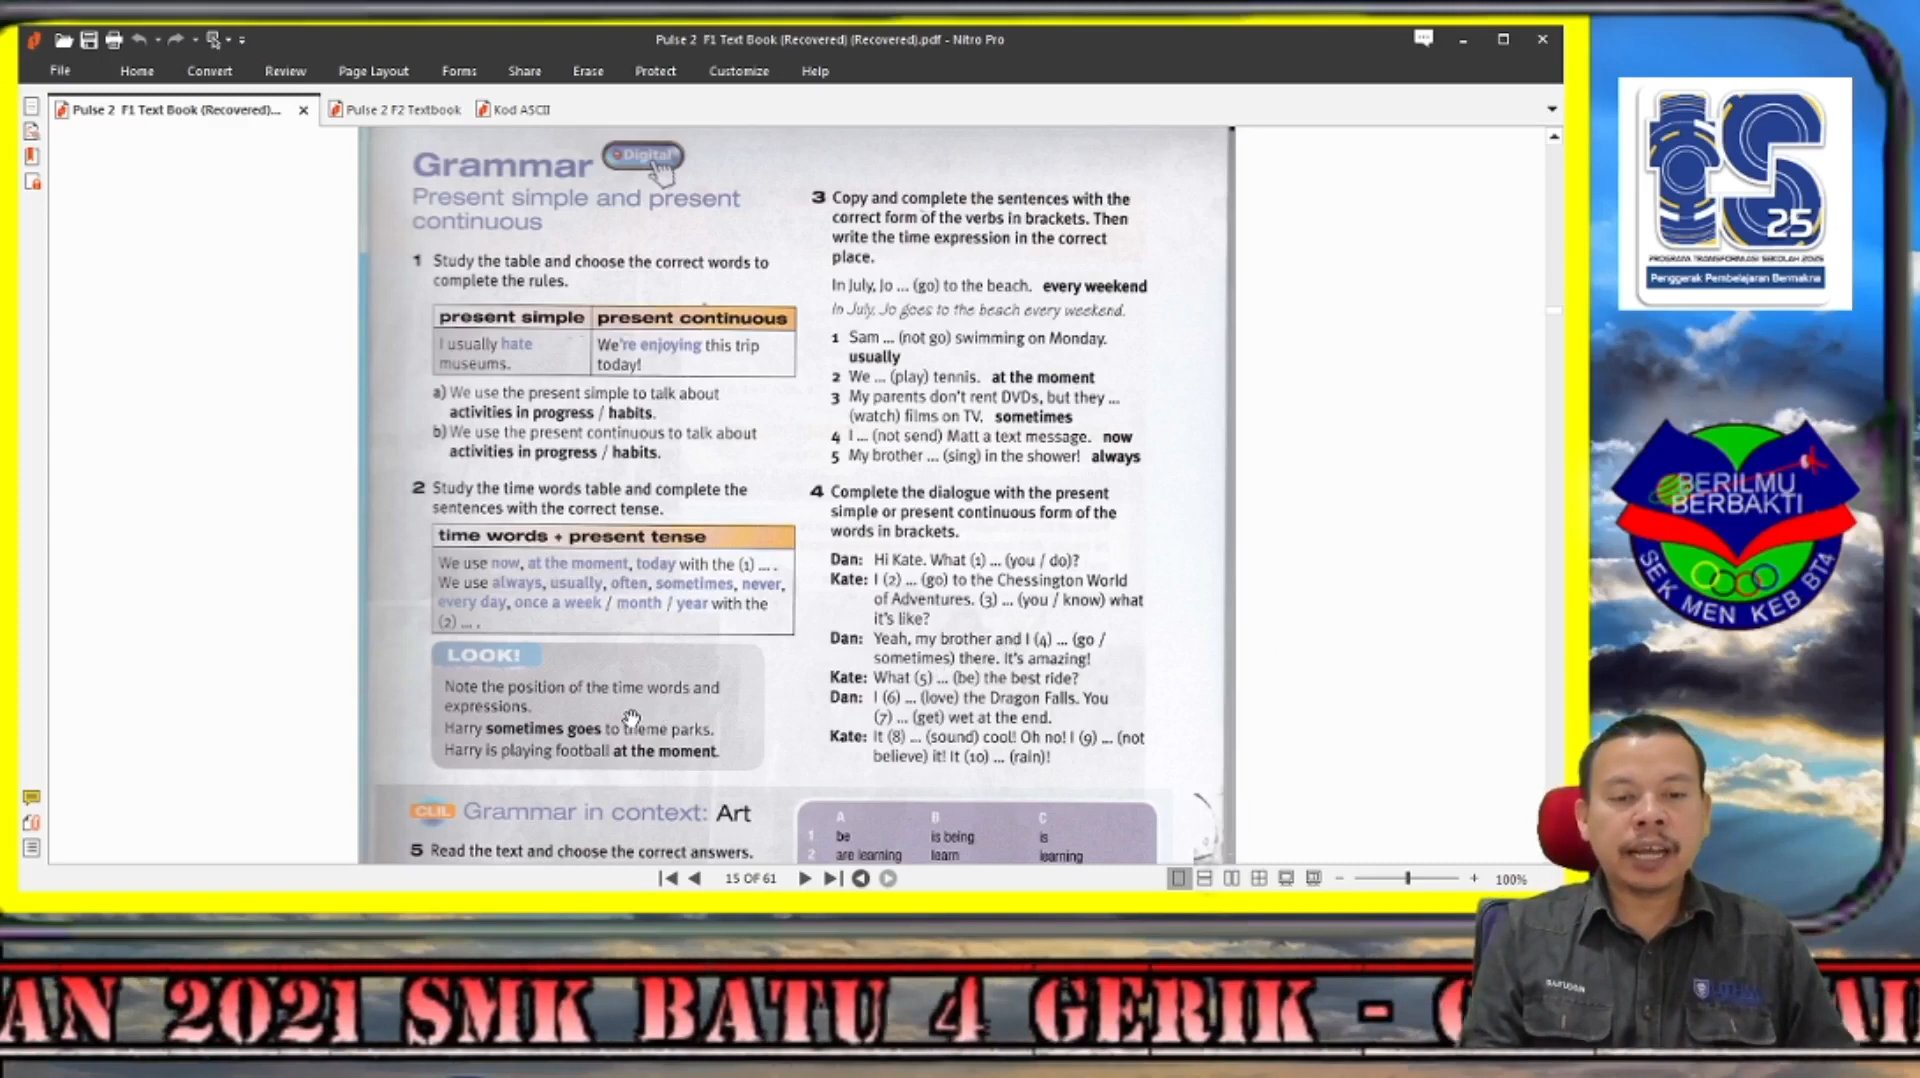 Pulse 2 F1 Text Book (Recovered) (Recovered).pdf - Nitro Pro
File Home Convert Review Page Layout Forms Share Erase Protect Customize Help
Pulse 2 F1 Text Book (Recovered)... Pulse 2 F2 Textbook Kod ASCII
Grammar Digital
Present simple and present
continuous
1 Study the table and choose the correct words to
complete the rules.
present simple present continuous
I usually hate
museums.
We're enjoying this trip
today!
a) We use the present simple to talk about
activities in progress / habits.
b) We use the present continuous to talk about
activities in progress / habits.
2 Study the time words table and complete the
sentences with the correct tense.
time words + present tense
We use now, at the moment, today with the (1) ... .
We use always, usually, often, sometimes, never,
every day, once a week / month / year with the
(2) ... .
LOOK!
Note the position of the time words and
expressions.
Harry sometimes goes to theme parks.
Harry is playing football at the moment.
3 Copy and complete the sentences with the
correct form of the verbs in brackets. Then
write the time expression in the correct
place.
In July, Jo ... (go) to the beach. every weekend
In July, Jo goes to the beach every weekend.
1 Sam ... (not go) swimming on Monday.
usually
2 We ... (play) tennis. at the moment
3 My parents don't rent DVDs, but they ...
(watch) films on TV. sometimes
4 I ... (not send) Matt a text message. now
5 My brother ... (sing) in the shower! always
4 Complete the dialogue with the present
simple or present continuous form of the
words in brackets.
Dan: Hi Kate. What (1) ... (you / do)?
Kate: I (2) ... (go) to the Chessington World
of Adventures. (3) ... (you / know) what
it's like?
Dan: Yeah, my brother and I (4) ... (go /
sometimes) there. It's amazing!
Kate: What (5) ... (be) the best ride?
Dan: I (6) ... (love) the Dragon Falls. You
(7) ... (get) wet at the end.
Kate: It (8) ... (sound) cool! Oh no! I (9) ... (not
believe) it! It (10) ... (rain)!
CLIL Grammar in context: Art
5 Read the text and choose the correct answers.
A B C
1 be is being is
2 are learning learn learning
15 OF 61
100%
tS
25
PROGRAM TRANSFORMASI SEKOLAH 2025
Penggerak Pembelajaran Bermakna
BERILMU
BERBAKTI
SEK MEN KEB BT4
AN 2021 SMK BATU 4 GERIK -